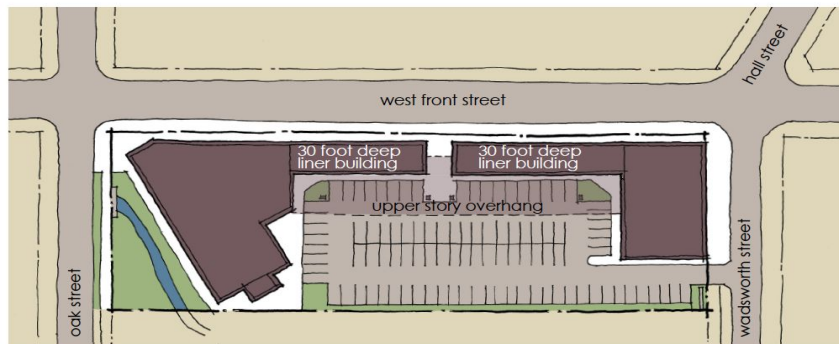 hall street
west front street
30 foot deep
liner building
30 foot deep
liner building
upper story overhang
oak street
wadsworth street